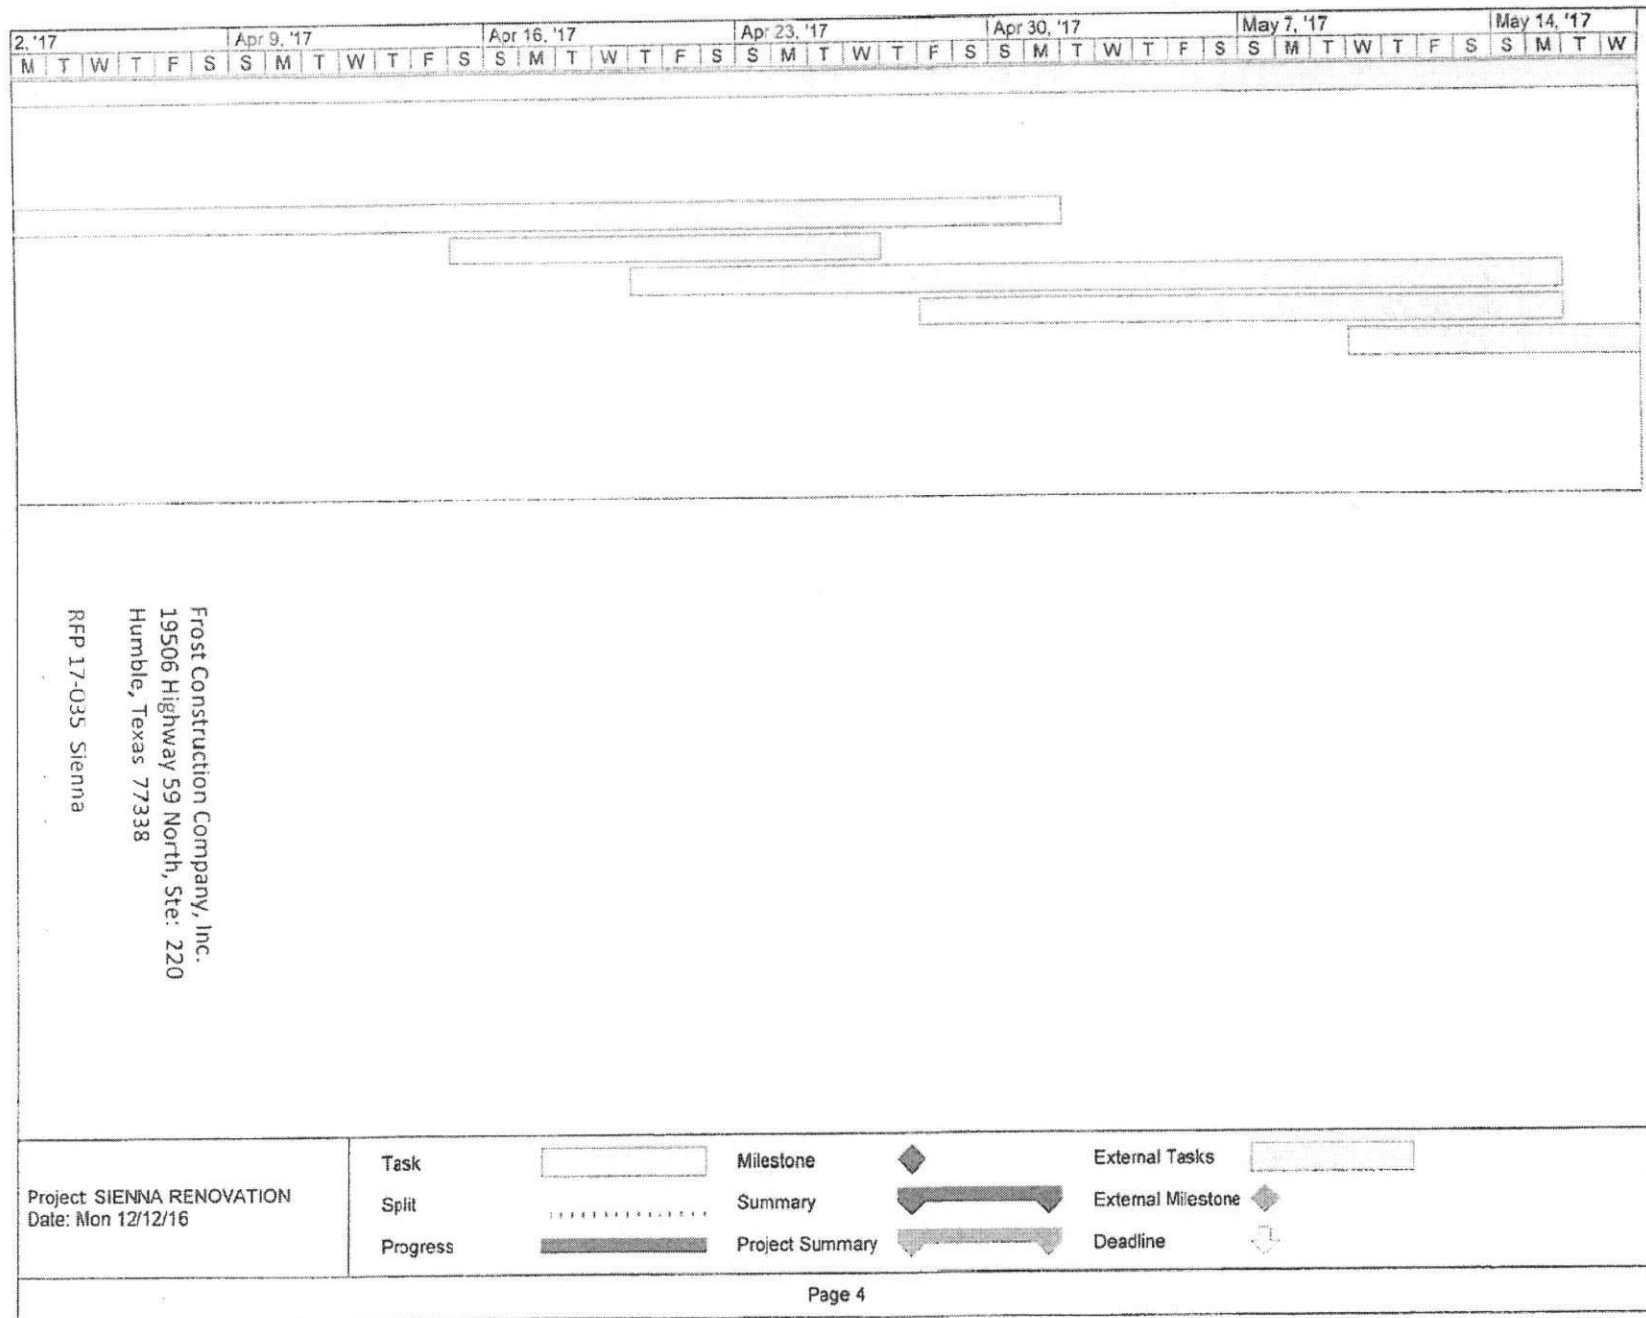 2, '17 Apr 9, '17 Apr 16, '17 Apr 23, '17 Apr 30, '17 May 7, '17 May 14, '17
M T W T F S S M T W T F S S M T W T F S S M T W T F S S M T W T F S S M T W T F S S M T W
Frost Construction Company, Inc.
19506 Highway 59 North, Ste: 220
Humble, Texas 77338
RFP 17-035 Sienna
Project: SIENNA RENOVATION
Date: Mon 12/12/16
Task Milestone External Tasks
Split Summary External Milestone
Progress Project Summary Deadline
Page 4